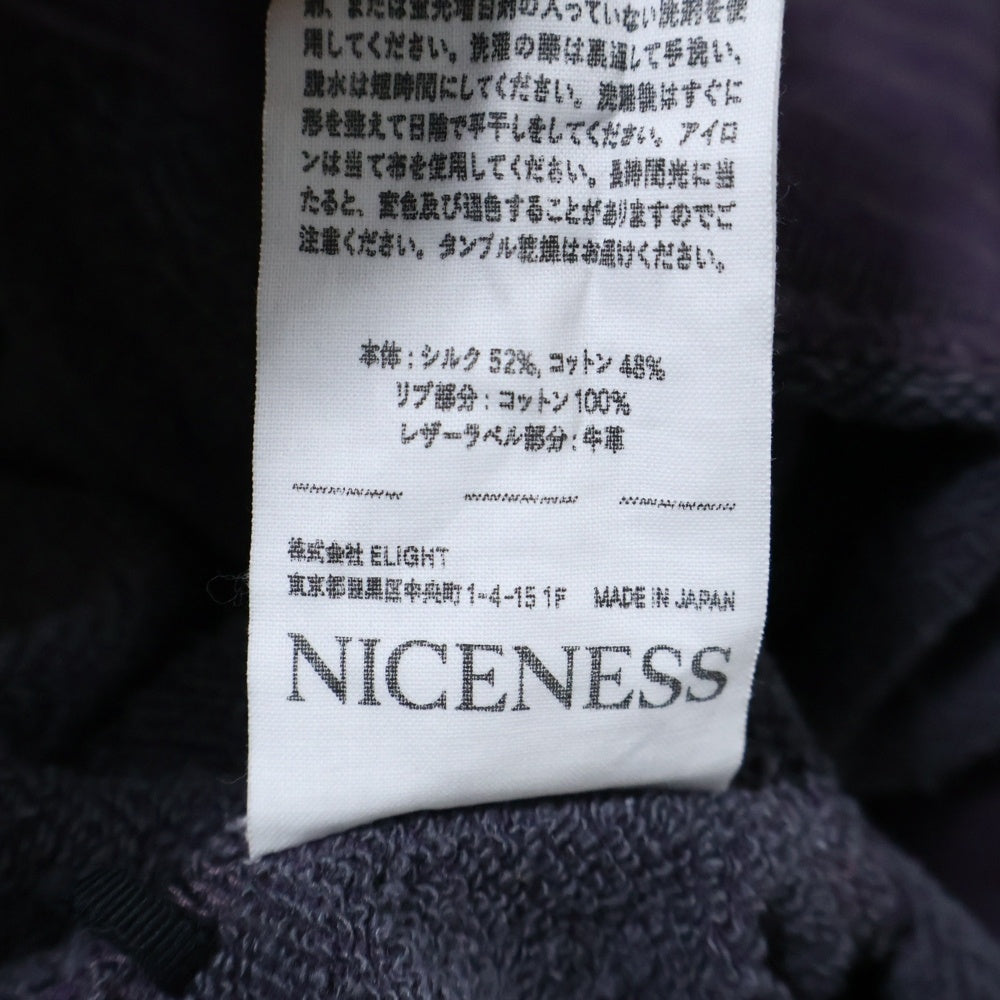 剤、または蛍光増白剤の入っていない洗剤を使
用してください。洗濯の際は裏返して手洗い、
脱水は短時間にしてください。洗濯後はすぐに
形を整えて日陰で平干しをしてください。アイロ
ンは当て布を使用してください。長時間光に当
たると、変色及び退色することがありますのでご
注意ください。タンブル乾燥はお避けください。
本体 : シルク 52%, コットン 48%
リブ部分 : コットン 100%
レザーラベル部分 : 牛革
株式会社 ELIGHT
東京都目黒区中央町 1-4-15 1F MADE IN JAPAN
NICENESS